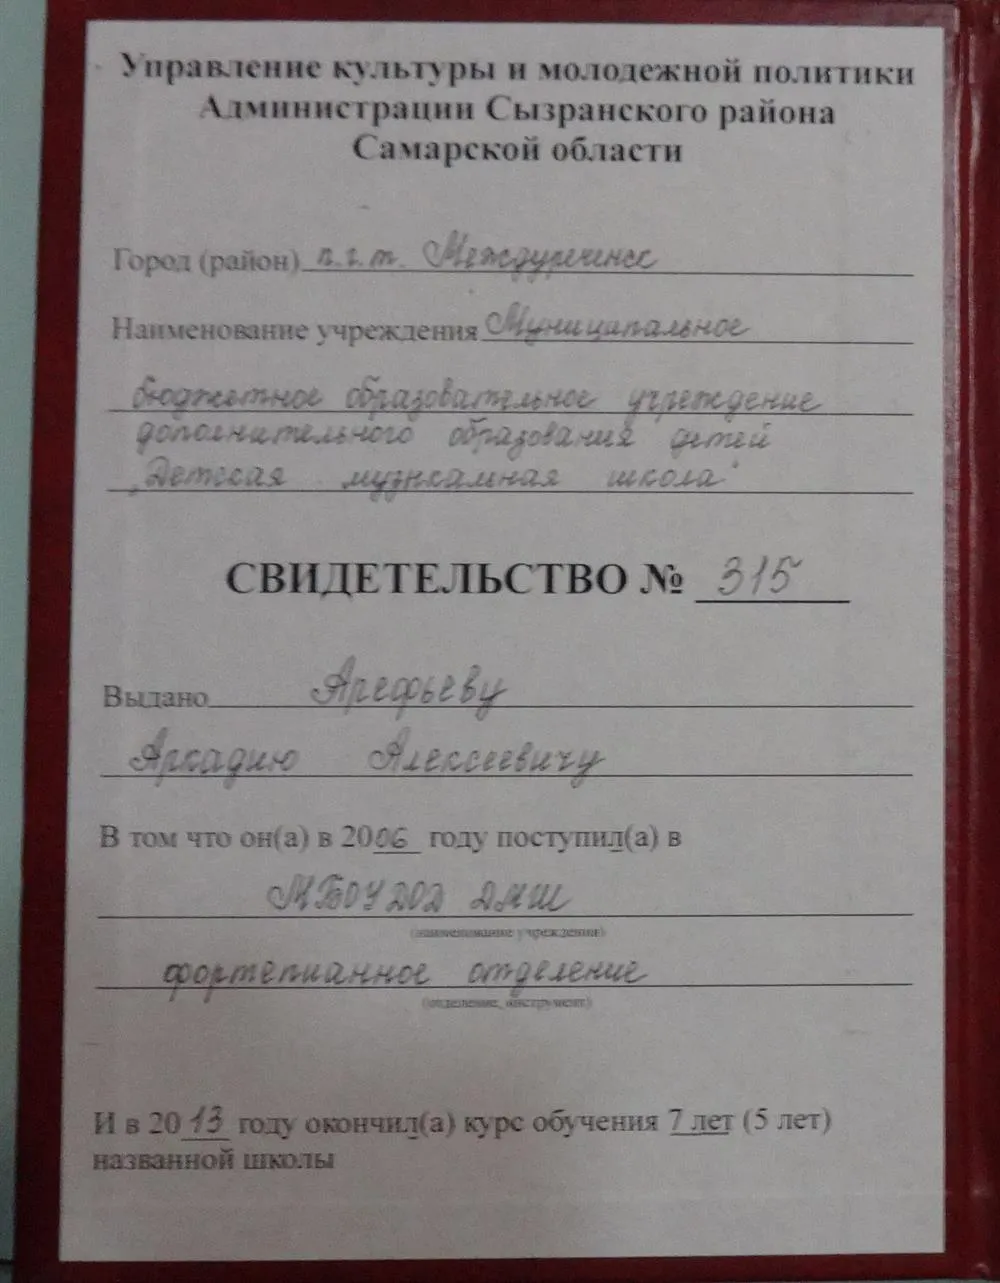 Управление культуры и молодежной политики
Администрации Сызранского района
Самарской области
Город (район) п.г.т. Междуреченск
Наименование учреждения Муниципальное
бюджетное образовательное учреждение
дополнительного образования детей
„Детская музыкальная школа"
СВИДЕТЕЛЬСТВО № 315
Выдано Арефьеву
Аркадию Алексеевичу
В том что он(а) в 2006 году поступил(а) в
МБОУДОД ДМШ
(наименование учреждения)
фортепианное отделение
(отделение, инструмент)
И в 2013 году окончил(а) курс обучения 7 лет (5 лет)
названной школы